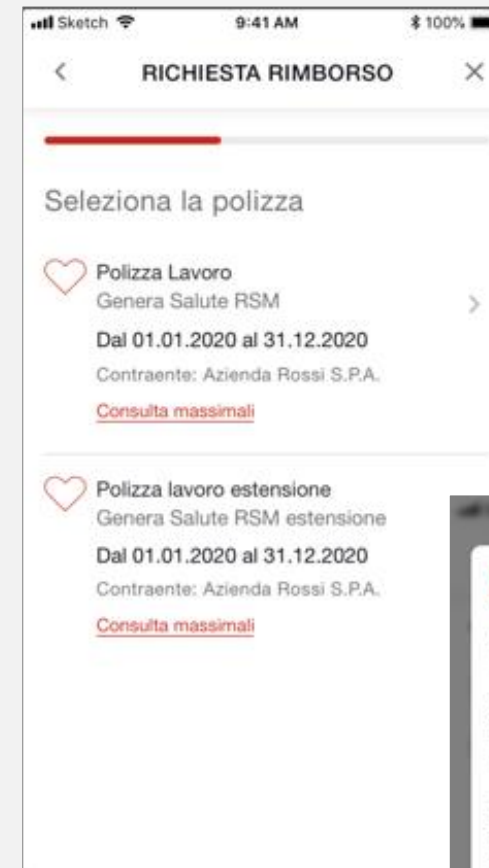 Sketch 9:41 AM 100%
RICHIESTA RIMBORSO
Seleziona la polizza
Polizza Lavoro
Genera Salute RSM
Dal 01.01.2020 al 31.12.2020
Contraente: Azienda Rossi S.P.A.
Consulta massimali
Polizza lavoro estensione
Genera Salute RSM estensione
Dal 01.01.2020 al 31.12.2020
Contraente: Azienda Rossi S.P.A.
Consulta massimali